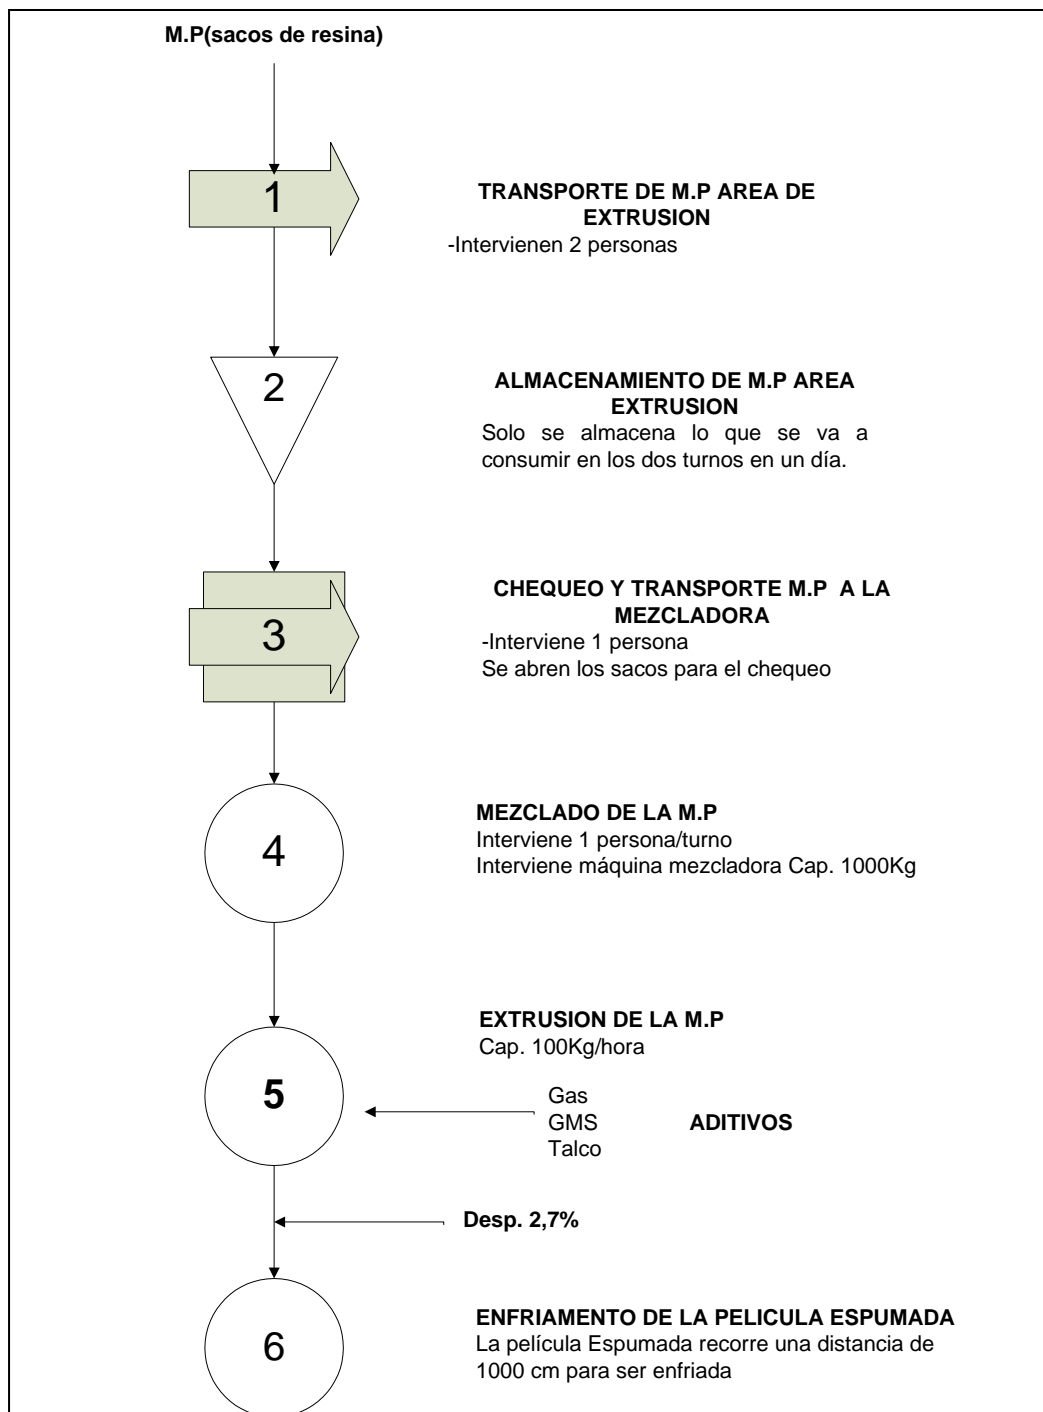 M.P(sacos de resina)
1
TRANSPORTE DE M.P AREA DE
EXTRUSION
-Intervienen 2 personas
2
ALMACENAMIENTO DE M.P AREA
EXTRUSION
Solo se almacena lo que se va a
consumir en los dos turnos en un día.
3
CHEQUEO Y TRANSPORTE M.P A LA
MEZCLADORA
-Interviene 1 persona
Se abren los sacos para el chequeo
4
MEZCLADO DE LA M.P
Interviene 1 persona/turno
Interviene máquina mezcladora Cap. 1000Kg
5
EXTRUSION DE LA M.P
Cap. 100Kg/hora
Gas
GMS ADITIVOS
Talco
Desp. 2,7%
6
ENFRIAMENTO DE LA PELICULA ESPUMADA
La película Espumada recorre una distancia de
1000 cm para ser enfriada